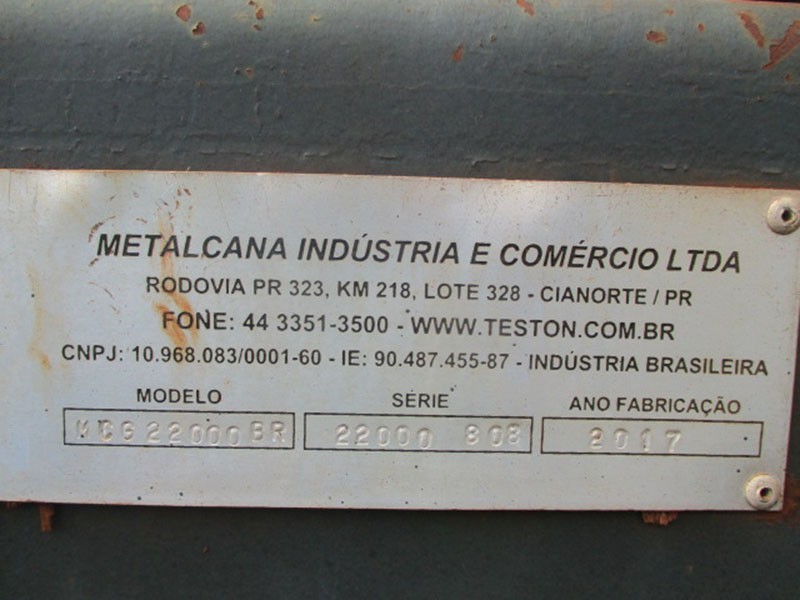 METALCANA INDÚSTRIA E COMÉRCIO LTDA
RODOVIA PR 323, KM 218, LOTE 328 - CIANORTE / PR
FONE: 44 3351-3500 - WWW.TESTON.COM.BR
CNPJ: 10.968.083/0001-60 - IE: 90.487.455-87 - INDÚSTRIA BRASILEIRA
MODELO SÉRIE ANO FABRICAÇÃO
MCG22000BR 22000 808 2017